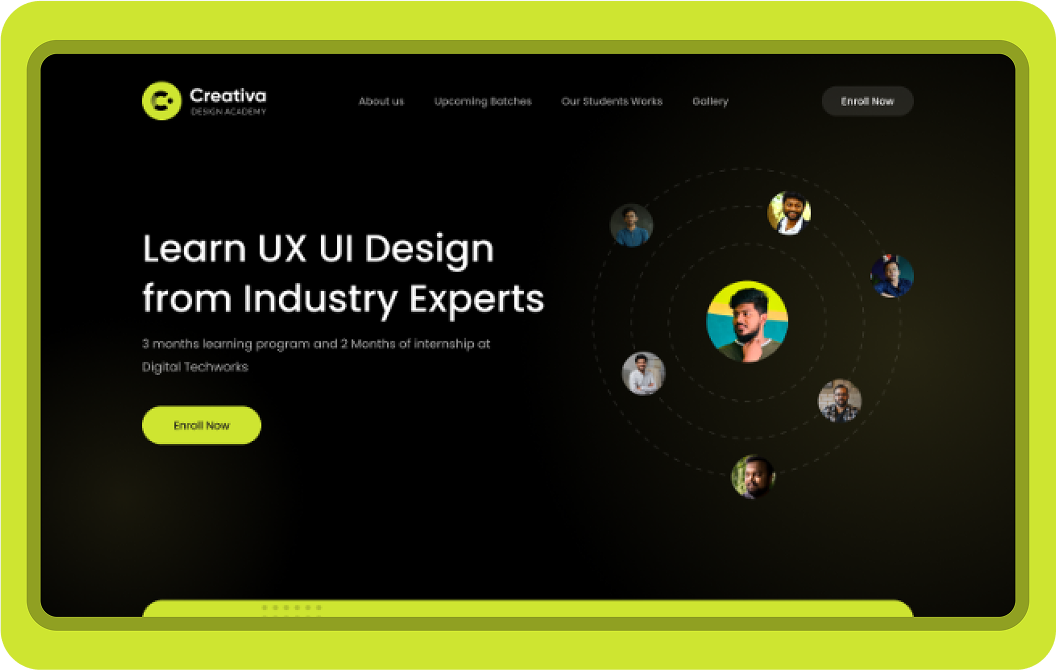 Creativa
DESIGN ACADEMY
About us
Upcoming Batches
Our Students Works
Gallery
Enroll Now
Learn UX UI Design
from Industry Experts
3 months learning program and 2 Months of internship at
Digital Techworks
Enroll Now